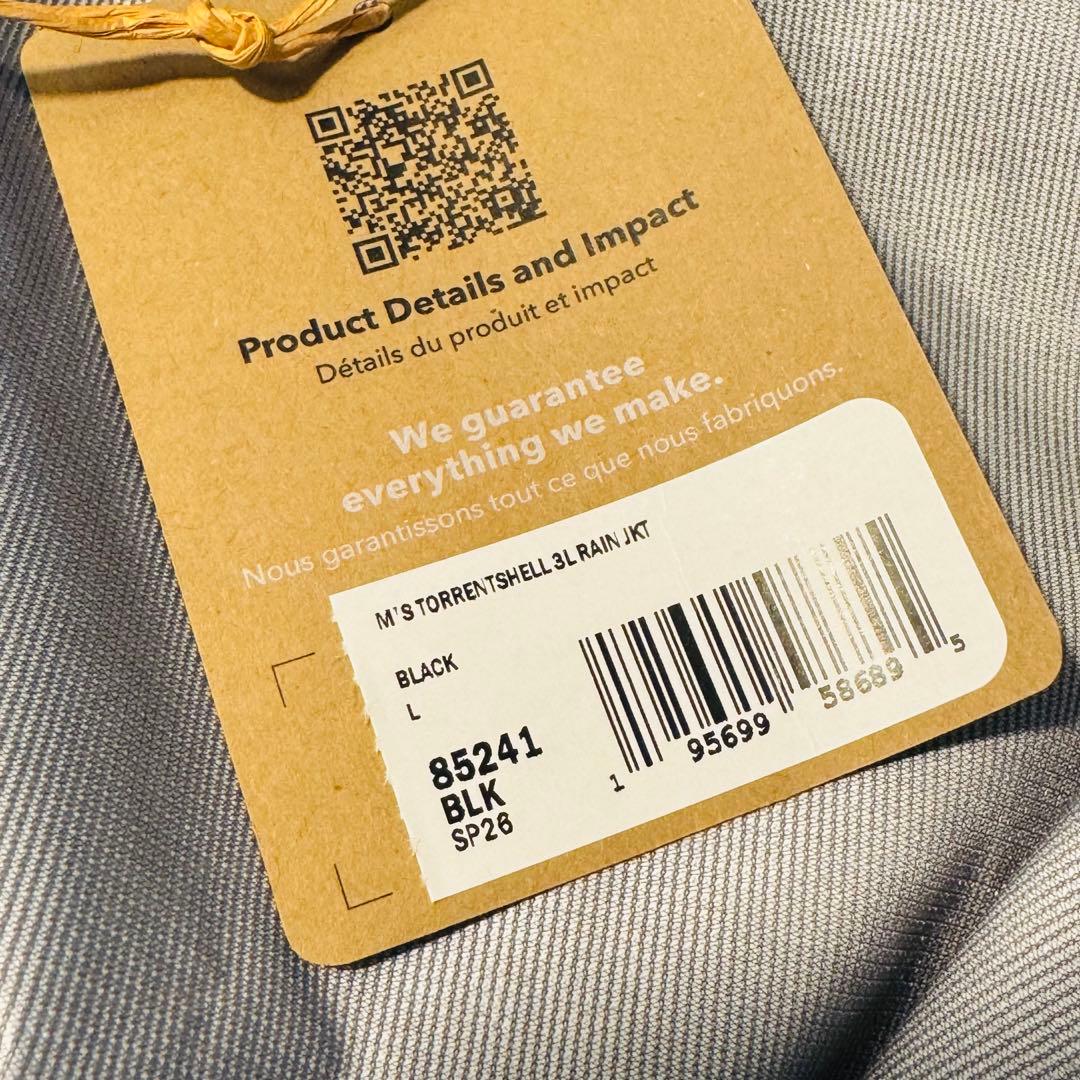 Product Details and Impact
Détails du produit et impact
We guarantee
everything we make.
Nous garantissons tout ce que nous fabriquons.
M'S TORRENTSHELL 3L RAIN JKT
BLACK
L
85241
BLK
SP26
1 95699 58689 5